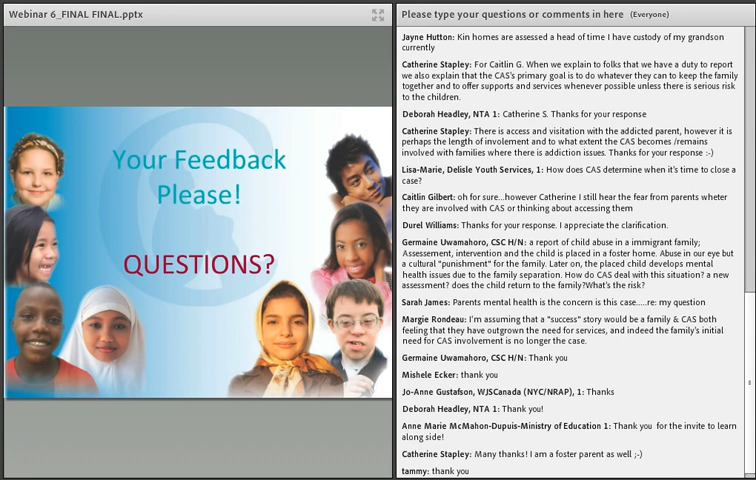 Webinar 6_FINAL FINAL.pptx
Your Feedback
Please!
QUESTIONS?
Please type your questions or comments in here (Everyone)
Jayne Hutton: Kin homes are assessed a head of time I have custody of my grandson
currently
Catherine Stapley: For Caitlin G. When we explain to folks that we have a duty to report
we also explain that the CAS's primary goal is to do whatever they can to keep the family
together and to offer supports and services whenever possible unless there is serious risk
to the children.
Deborah Headley, NTA 1: Catherine S. Thanks for your response
Catherine Stapley: There is access and visitation with the addicted parent, however it is
perhaps the length of involement and to what extent the CAS becomes /remains
involved with families where there is addiction issues. Thanks for your response :-)
Lisa-Marie, Delisle Youth Services, 1: How does CAS determine when it's time to close a
case?
Caitlin Gilbert: oh for sure...however Catherine I still hear the fear from parents wheter
they are involved with CAS or thinking about accessing them
Durel Williams: Thanks for your response. I appreciate the clarification.
Germaine Uwamahoro, CSC H/N: a report of child abuse in a immigrant family;
Assessment, intervention and the child is placed in a foster home. Abuse in our eye but
a cultural "punishment" for the family. Later on, the placed child develops mental
health issues due to the family separation. How do CAS deal with this situation? a new
assessment? does the child return to the family?What's the risk?
Sarah James: Parents mental health is the concern is this case.....re: my question
Margie Rondeau: I'm assuming that a "success" story would be a family & CAS both
feeling that they have outgrown the need for services, and indeed the family's initial
need for CAS involvement is no longer the case.
Germaine Uwamahoro, CSC H/N: Thank you
Mishele Ecker: thank you
Jo-Anne Gustafson, WJSCanada (NYC/NRAP), 1: Thanks
Deborah Headley, NTA 1: Thank you!
Anne Marie McMahon-Dupuis-Ministry of Education 1: Thank you for the invite to learn
along side!
Catherine Stapley: Many thanks! I am a foster parent as well ;-)
tammy: thank you